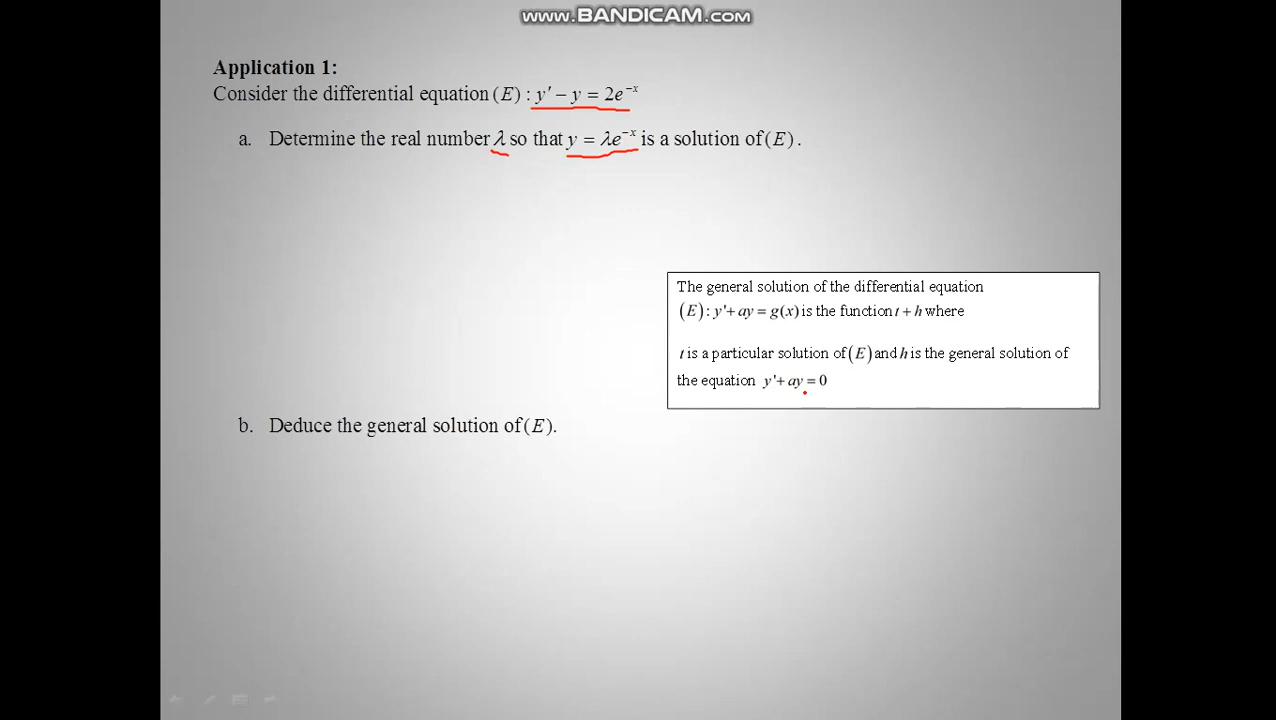 www.BANDICAM.com
Application 1:
Consider the differential equation (E) : y' − y = 2e⁻ˣ
a. Determine the real number λ so that y = λe⁻ˣ is a solution of (E) .
The general solution of the differential equation
(E) : y'+ ay = g(x) is the function t + h where
t is a particular solution of (E) and h is the general solution of
the equation y'+ ay = 0
b. Deduce the general solution of (E).